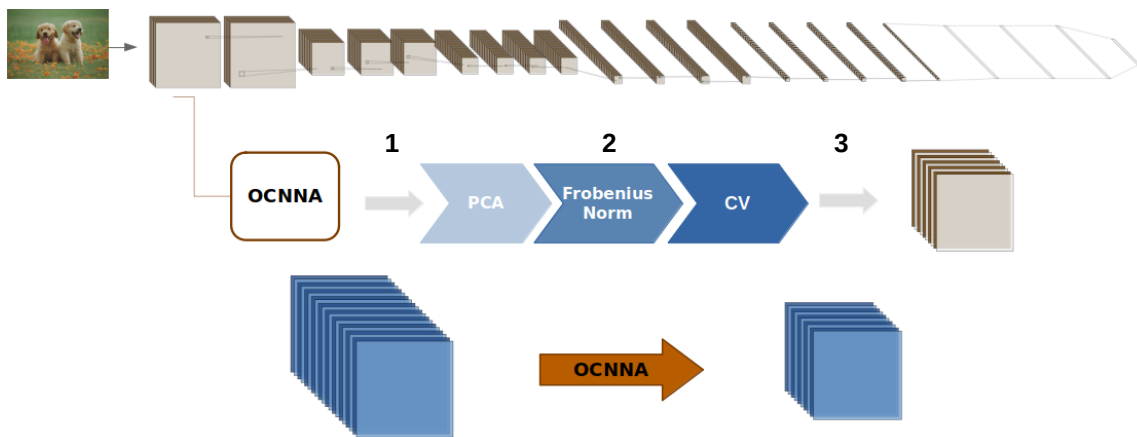 1
2
3
OCNNA
PCA
Frobenius
Norm
CV
OCNNA